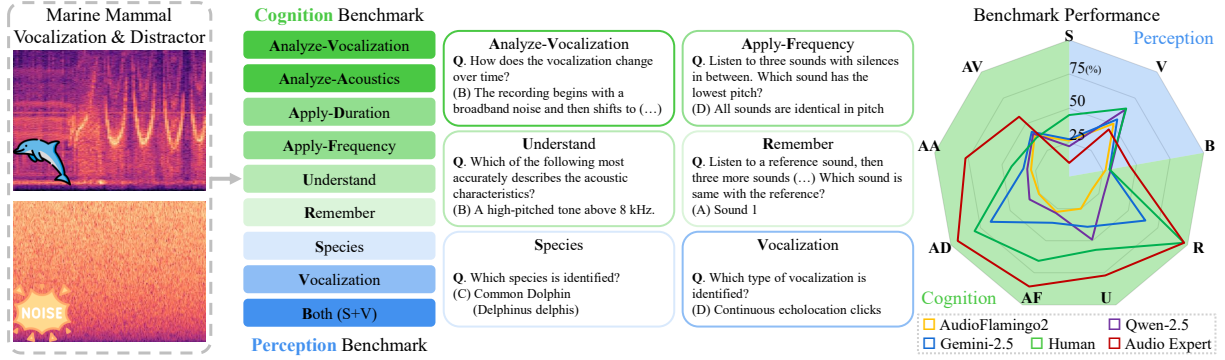 Marine Mammal
Vocalization & Distractor
NOISE
Cognition Benchmark
Analyze-Vocalization
Analyze-Acoustics
Apply-Duration
Apply-Frequency
Understand
Remember
Species
Vocalization
Both (S+V)
Perception Benchmark
Analyze-Vocalization
Q. How does the vocalization change
over time?
(B) The recording begins with a
broadband noise and then shifts to (…)
Apply-Frequency
Q. Listen to three sounds with silences
in between. Which sound has the
lowest pitch?
(D) All sounds are identical in pitch
Understand
Q. Which of the following most
accurately describes the acoustic
characteristics?
(B) A high-pitched tone above 8 kHz.
Remember
Q. Listen to a reference sound, then
three more sounds (…) Which sound is
same with the reference?
(A) Sound 1
Species
Q. Which species is identified?
(C) Common Dolphin
(Delphinus delphis)
Vocalization
Q. Which type of vocalization is
identified?
(D) Continuous echolocation clicks
Benchmark Performance
S
Perception
AV
V
75(%)
50
25
AA
B
AD
R
AF
U
Cognition
AudioFlamingo2
Qwen-2.5
Gemini-2.5
Human
Audio Expert